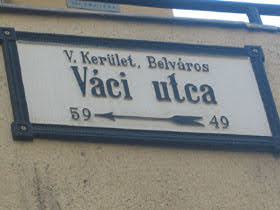 V. Kerület, Belváros
Váci utca
59 49